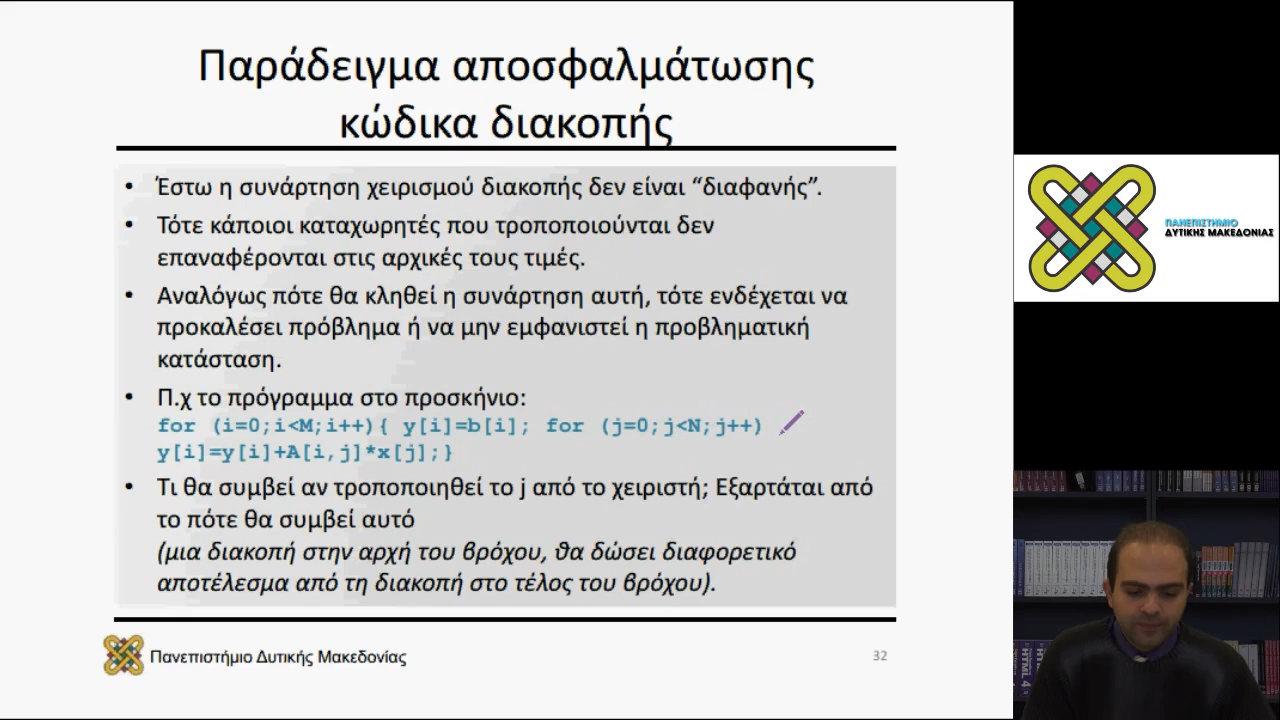 Παράδειγμα αποσφαλμάτωσης
κώδικα διακοπής
• Έστω η συνάρτηση χειρισμού διακοπής δεν είναι “διαφανής”.
• Τότε κάποιοι καταχωρητές που τροποποιούνται δεν
επαναφέρονται στις αρχικές τους τιμές.
• Αναλόγως πότε θα κληθεί η συνάρτηση αυτή, τότε ενδέχεται να
προκαλέσει πρόβλημα ή να μην εμφανιστεί η προβληματική
κατάσταση.
• Π.χ το πρόγραμμα στο προσκήνιο:
for (i=0;i<M;i++){ y[i]=b[i]; for (j=0;j<N;j++)
y[i]=y[i]+A[i,j]*x[j];}
• Τι θα συμβεί αν τροποποιηθεί το j από το χειριστή; Εξαρτάται από
το πότε θα συμβεί αυτό
(μια διακοπή στην αρχή του βρόχου, θα δώσει διαφορετικό
αποτέλεσμα από τη διακοπή στο τέλος του βρόχου).
Πανεπιστήμιο Δυτικής Μακεδονίας
32
ΠΑΝΕΠΙΣΤΗΜΙΟ
ΔΥΤΙΚΗΣ ΜΑΚΕΔΟΝΙΑΣ
HTML 4